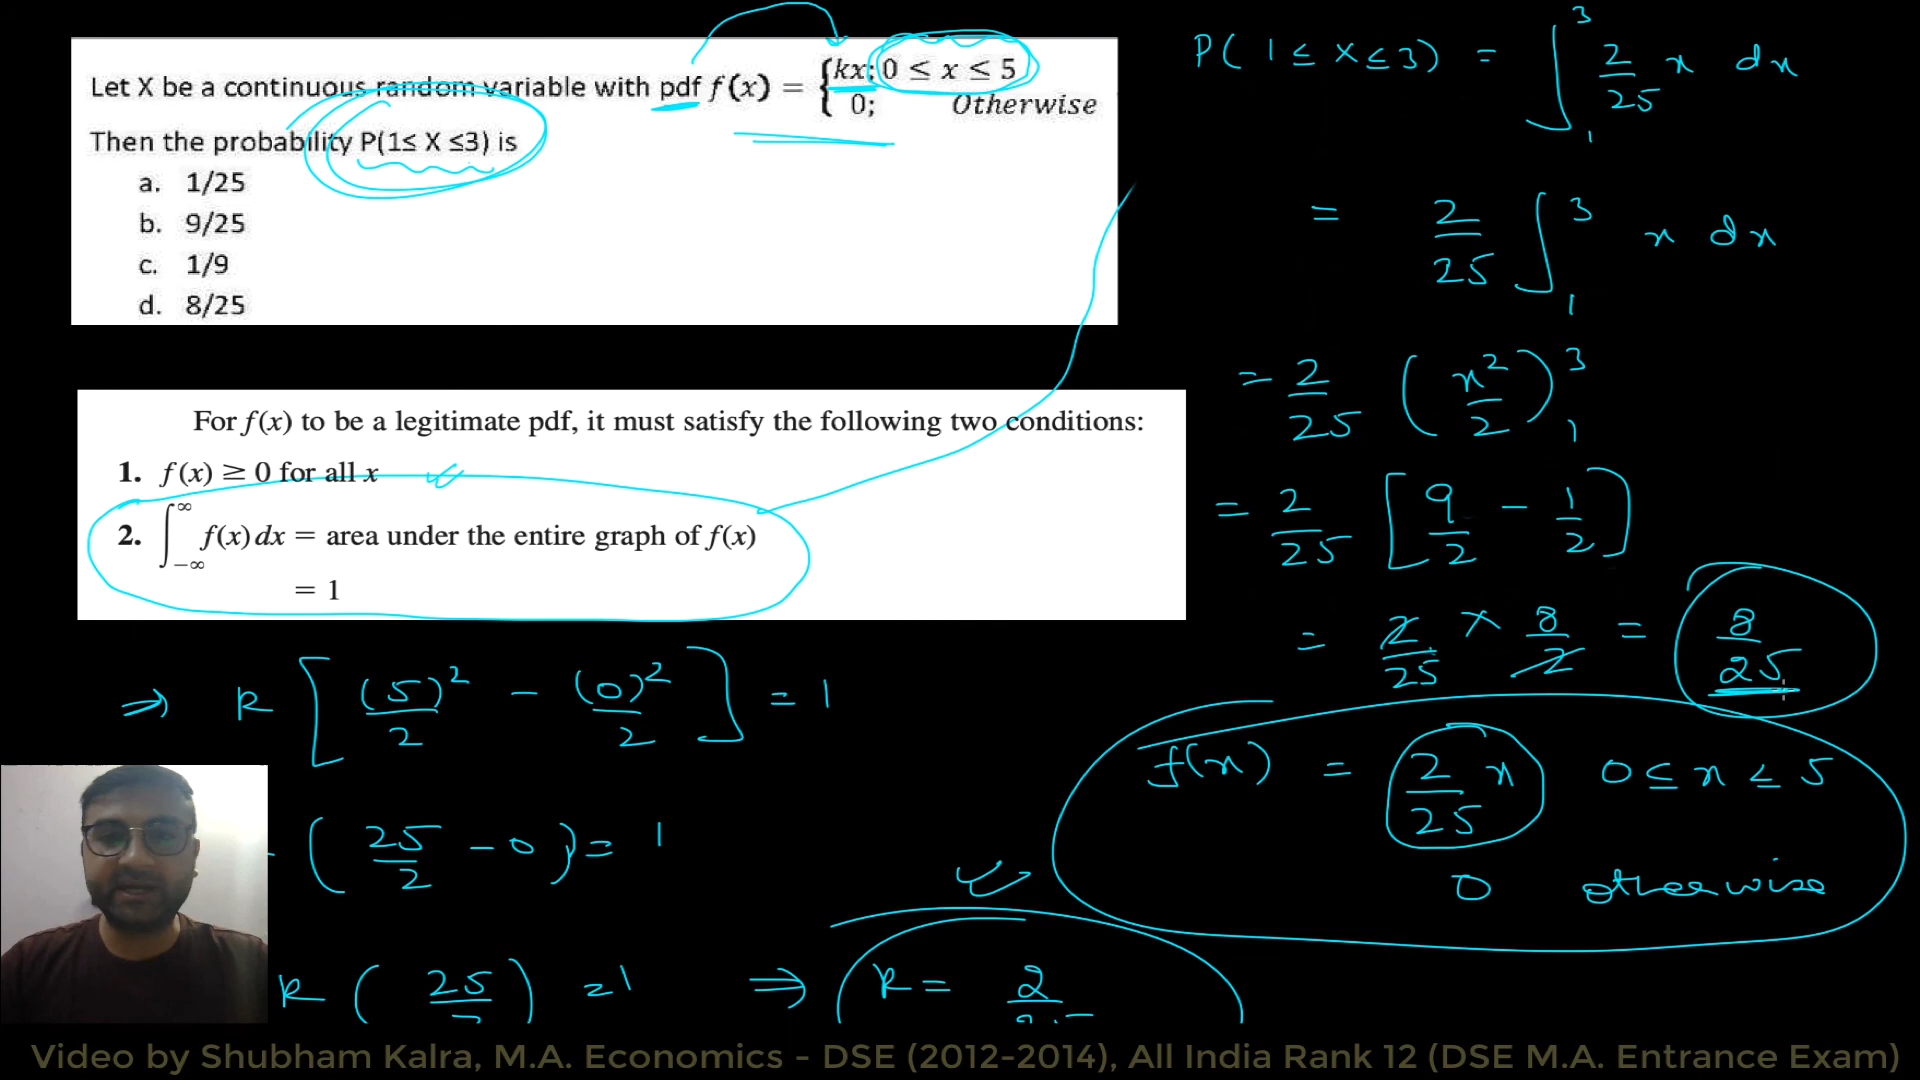 Let X be a continuous random variable with pdf f(x) = {kx; 0 ≤ x ≤ 5
0; Otherwise
Then the probability P(1≤ X ≤3) is
a. 1/25
b. 9/25
c. 1/9
d. 8/25
For f(x) to be a legitimate pdf, it must satisfy the following two conditions:
1. f(x) ≥ 0 for all x
2. ∫_{-∞}^{∞} f(x) dx = area under the entire graph of f(x)
= 1
⇒ k [ (5)²/2 - (0)²/2 ] = 1
( 25/2 - 0 ) = 1
k ( 25/2 ) = 1 ⇒ k = 2/25
P( 1 ≤ X ≤ 3 ) = ∫_1^3 2/25 x dx
= 2/25 ∫_1^3 x dx
= 2/25 ( x²/2 )_1^3
= 2/25 [ 9/2 - 1/2 ]
= 2/25 × 8/2 = 8/25
f(x) = 2/25 x 0 ≤ x ≤ 5
0 otherwise
Video by Shubham Kalra, M.A. Economics - DSE (2012-2014), All India Rank 12 (DSE M.A. Entrance Exam)